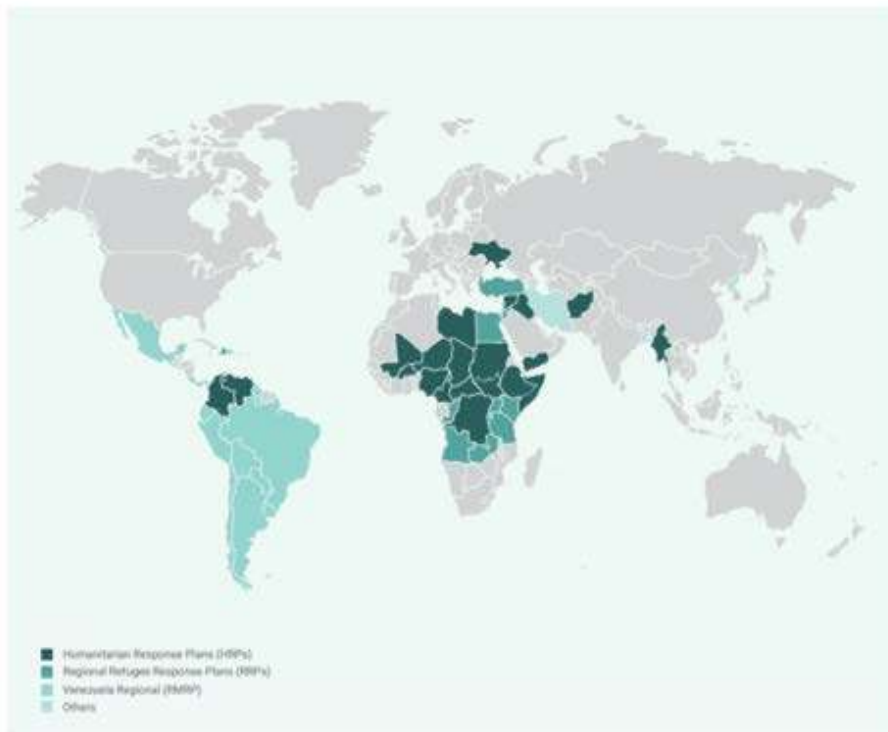 Humanitarian Response Plans (HRPs)
Regional Refugee Response Plans (RRPs)
Venezuela Regional (RMRP)
Others